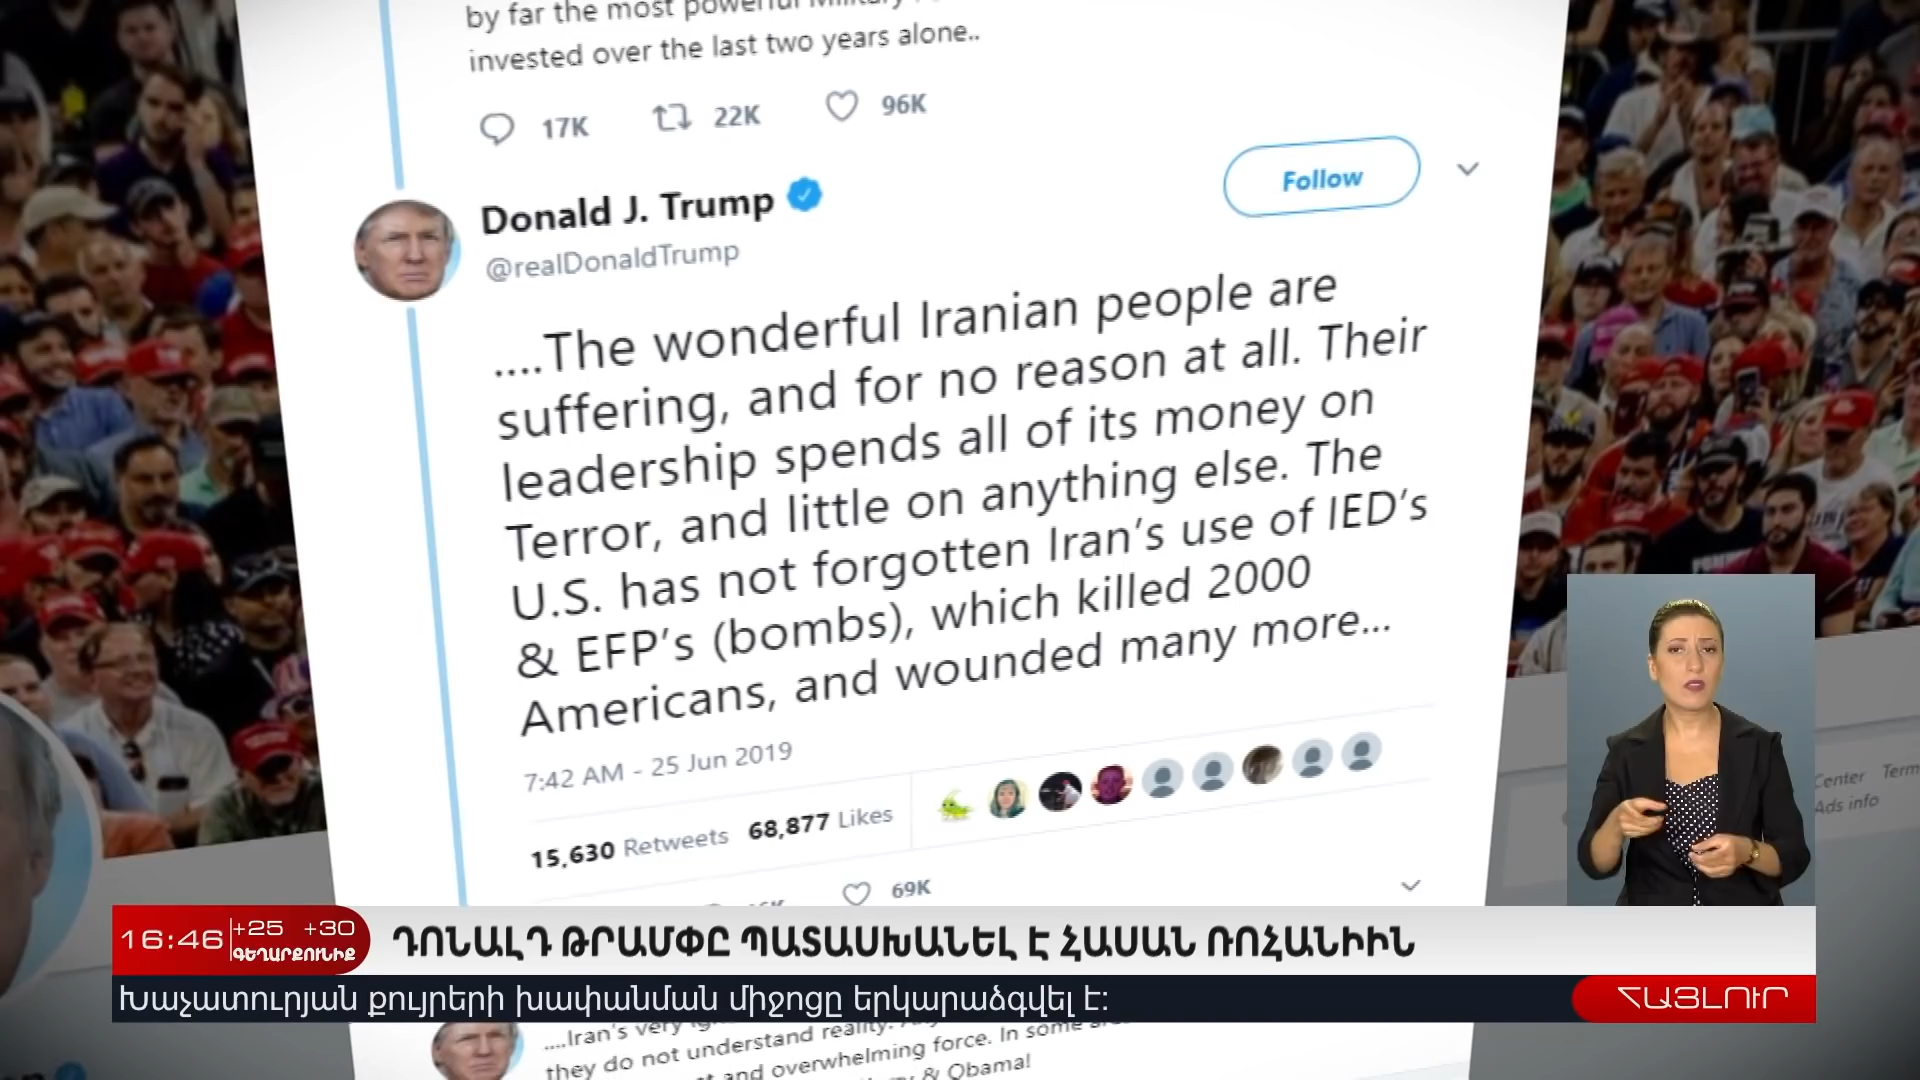 by far the most powerful Military
invested over the last two years alone..
17K 22K 96K
Donald J. Trump
@realDonaldTrump
Follow
....The wonderful Iranian people are
suffering, and for no reason at all. Their
leadership spends all of its money on
Terror, and little on anything else. The
U.S. has not forgotten Iran's use of IED's
& EFP's (bombs), which killed 2000
Americans, and wounded many more...
7:42 AM - 25 Jun 2019
15,630 Retweets 68,877 Likes
69K
Center Term
Ads info
16:46
+25 +30
ԳԵՂԱՐՔՈՒՆԻՔ
ԴՈՆԱԼԴ ԹՐԱՄՓԸ ՊԱՏԱՍԽԱՆԵԼ Է ՀԱՍԱՆ ՌՈՀԱՆԻԻՆ
Խաչատուրյան քույրերի խափանման միջոցը երկարաձգվել է:
ՀԱՅԼՈՒՐ
....Iran's very
they do not understand reality.
and overwhelming force. In some
& Obama!